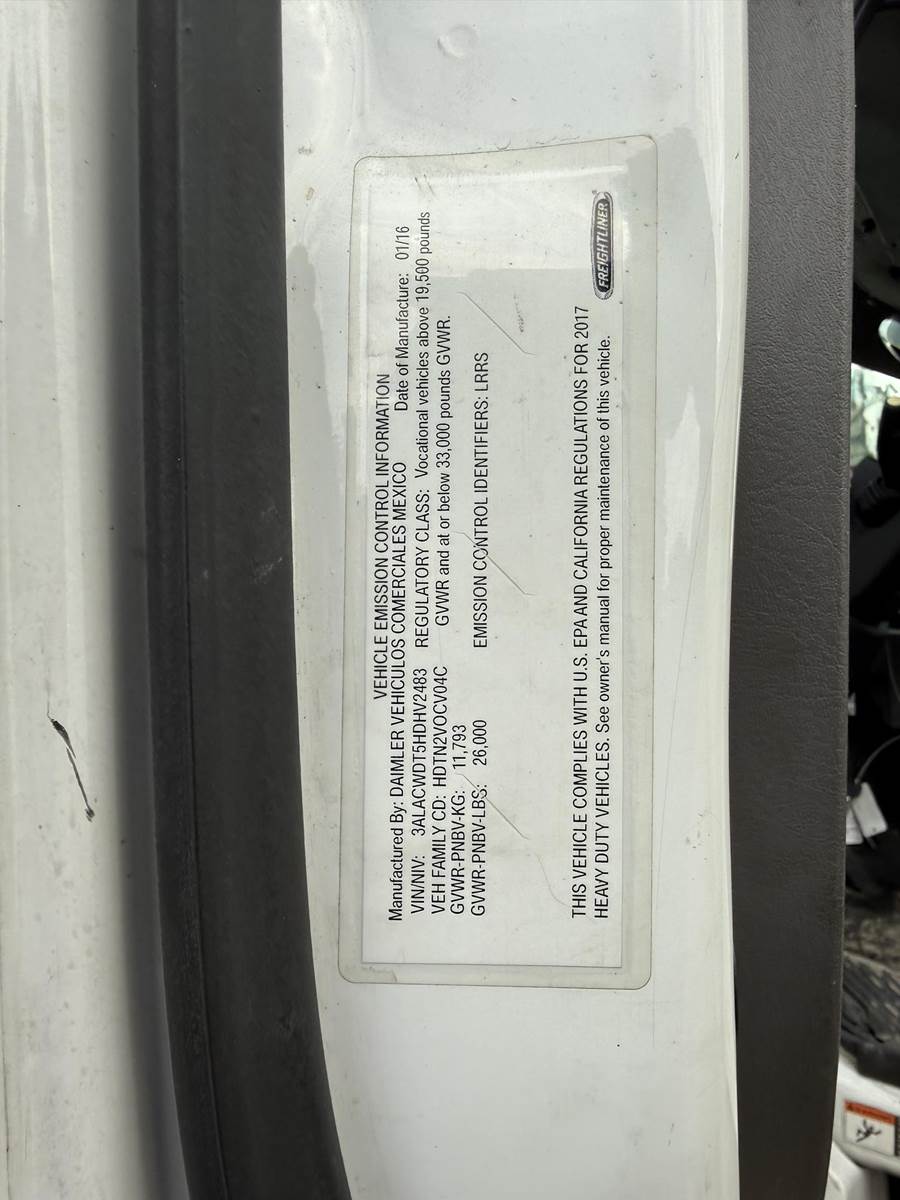 VEHICLE EMISSION CONTROL INFORMATION
Manufactured By: DAIMLER VEHICULOS COMERCIALES MEXICO Date of Manufacture: 01/16
VIN/NIV: 3ALACWDT5HDHV2483 REGULATORY CLASS: Vocational vehicles above 19,500 pounds
VEH FAMILY CD: HDTN2VOCV04C GVWR and at or below 33,000 pounds GVWR.
GVWR-PNBV-KG: 11,793
GVWR-PNBV-LBS: 26,000 EMISSION CONTROL IDENTIFIERS: LRRS
THIS VEHICLE COMPLIES WITH U.S. EPA AND CALIFORNIA REGULATIONS FOR 2017
HEAVY DUTY VEHICLES. See owner's manual for proper maintenance of this vehicle.
FREIGHTLINER